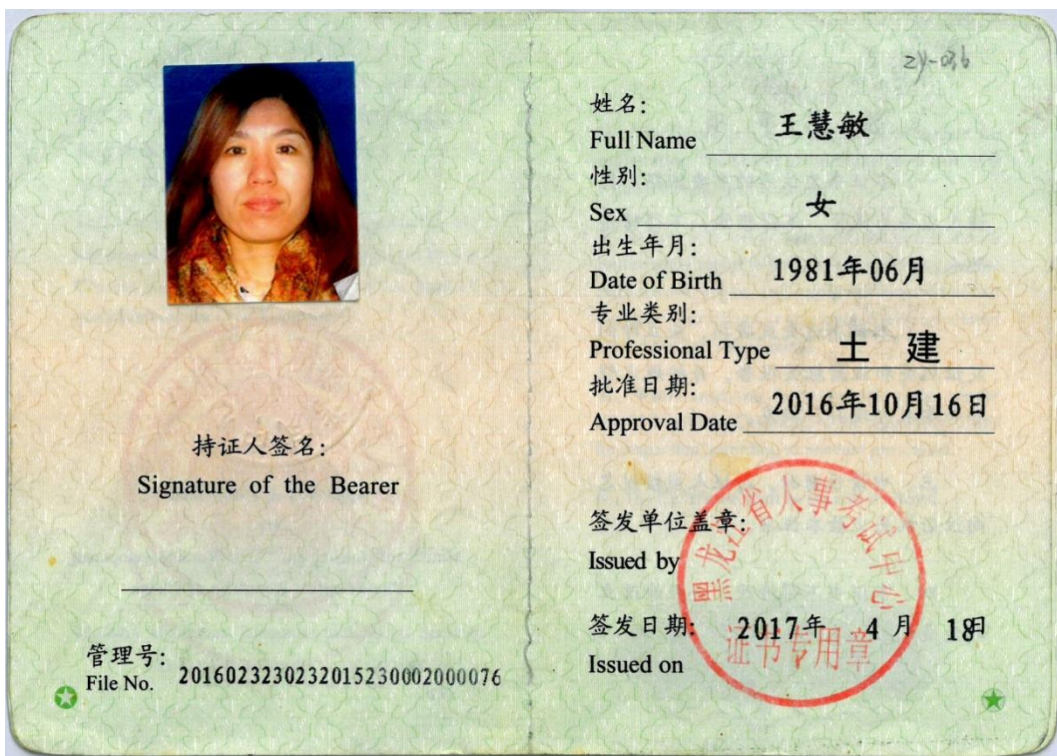 持证人签名:
Signature of the Bearer
管理号:
File No. 2016023230232015230002000076
zy-036
姓名:
Full Name 王慧敏
性别:
Sex 女
出生年月:
Date of Birth 1981年06月
专业类别:
Professional Type 土 建
批准日期:
Approval Date 2016年10月16日
签发单位盖章:
Issued by
黑龙江省人事考试中心
证书专用章
签发日期: 2017年 4月 18日
Issued on